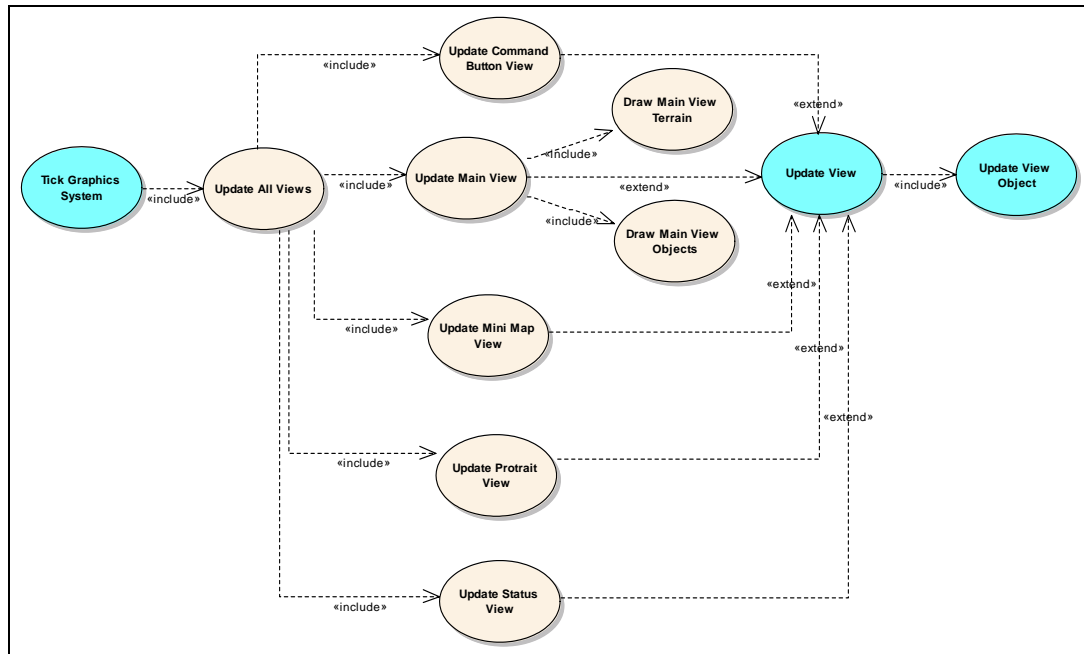 Update Command
Button View
«include»
«extend»
Draw Main View
Terrain
«include»
Tick Graphics
System
«include»
Update All Views
«include»
Update Main View
«extend»
Update View
«include»
Update View
Object
«include»
Draw Main View
Objects
«extend»
Update Mini Map
View
«include»
«extend»
«extend»
Update Protrait
View
«include»
Update Status
View
«include»